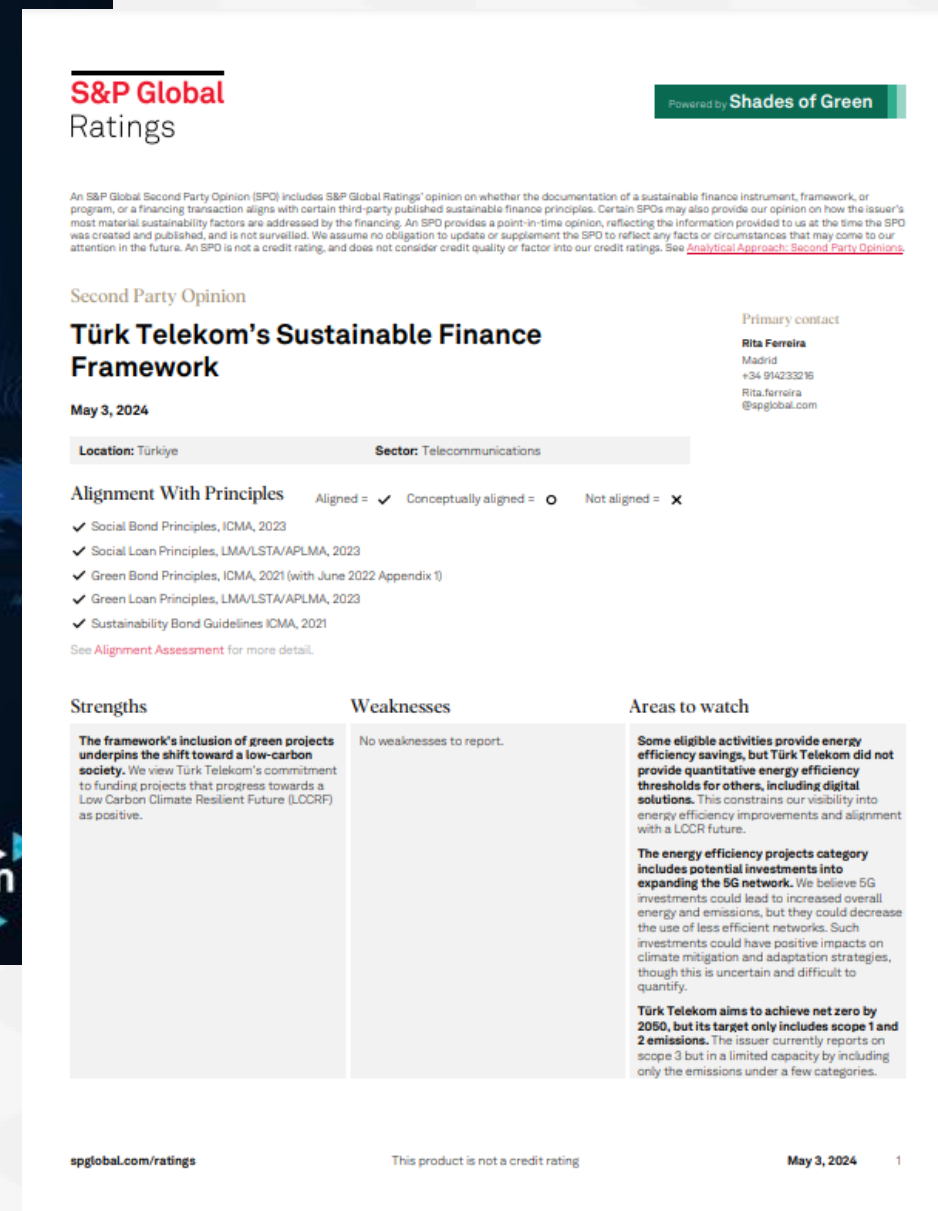 S&P Global
Ratings
Powered by Shades of Green
An S&P Global Second Party Opinion (SPO) includes S&P Global Ratings' opinion on whether the documentation of a sustainable finance instrument, framework, or
program, or a financing transaction aligns with certain third-party published sustainable finance principles. Certain SPOs may also provide our opinion on how the issuer's
most material sustainability factors are addressed by the financing. An SPO provides a point-in-time opinion, reflecting the information provided to us at the time the SPO
was created and published, and is not surveilled. We assume no obligation to update or supplement the SPO to reflect any facts or circumstances that may come to our
attention in the future. An SPO is not a credit rating, and does not consider credit quality or factor into our credit ratings. See Analytical Approach: Second Party Opinions.
Second Party Opinion
Türk Telekom's Sustainable Finance
Framework
May 3, 2024
Primary contact
Rita Ferreira
Madrid
+34 914233216
Rita.ferreira
@spglobal.com
Location: Türkiye Sector: Telecommunications
Alignment With Principles Aligned = ✓ Conceptually aligned = O Not aligned = ✕
✓ Social Bond Principles, ICMA, 2023
✓ Social Loan Principles, LMA/LSTA/APLMA, 2023
✓ Green Bond Principles, ICMA, 2021 (with June 2022 Appendix 1)
✓ Green Loan Principles, LMA/LSTA/APLMA, 2023
✓ Sustainability Bond Guidelines ICMA, 2021
See Alignment Assessment for more detail.
Strengths
The framework's inclusion of green projects
underpins the shift toward a low-carbon
society. We view Türk Telekom's commitment
to funding projects that progress towards a
Low Carbon Climate Resilient Future (LCCRF)
as positive.
Weaknesses
No weaknesses to report.
Areas to watch
Some eligible activities provide energy
efficiency savings, but Türk Telekom did not
provide quantitative energy efficiency
thresholds for others, including digital
solutions. This constrains our visibility into
energy efficiency improvements and alignment
with a LCCR future.
The energy efficiency projects category
includes potential investments into
expanding the 5G network. We believe 5G
investments could lead to increased overall
energy and emissions, but they could decrease
the use of less efficient networks. Such
investments could have positive impacts on
climate mitigation and adaptation strategies,
though this is uncertain and difficult to
quantify.
Türk Telekom aims to achieve net zero by
2050, but its target only includes scope 1 and
2 emissions. The issuer currently reports on
scope 3 but in a limited capacity by including
only the emissions under a few categories.
n
spglobal.com/ratings This product is not a credit rating May 3, 2024 1